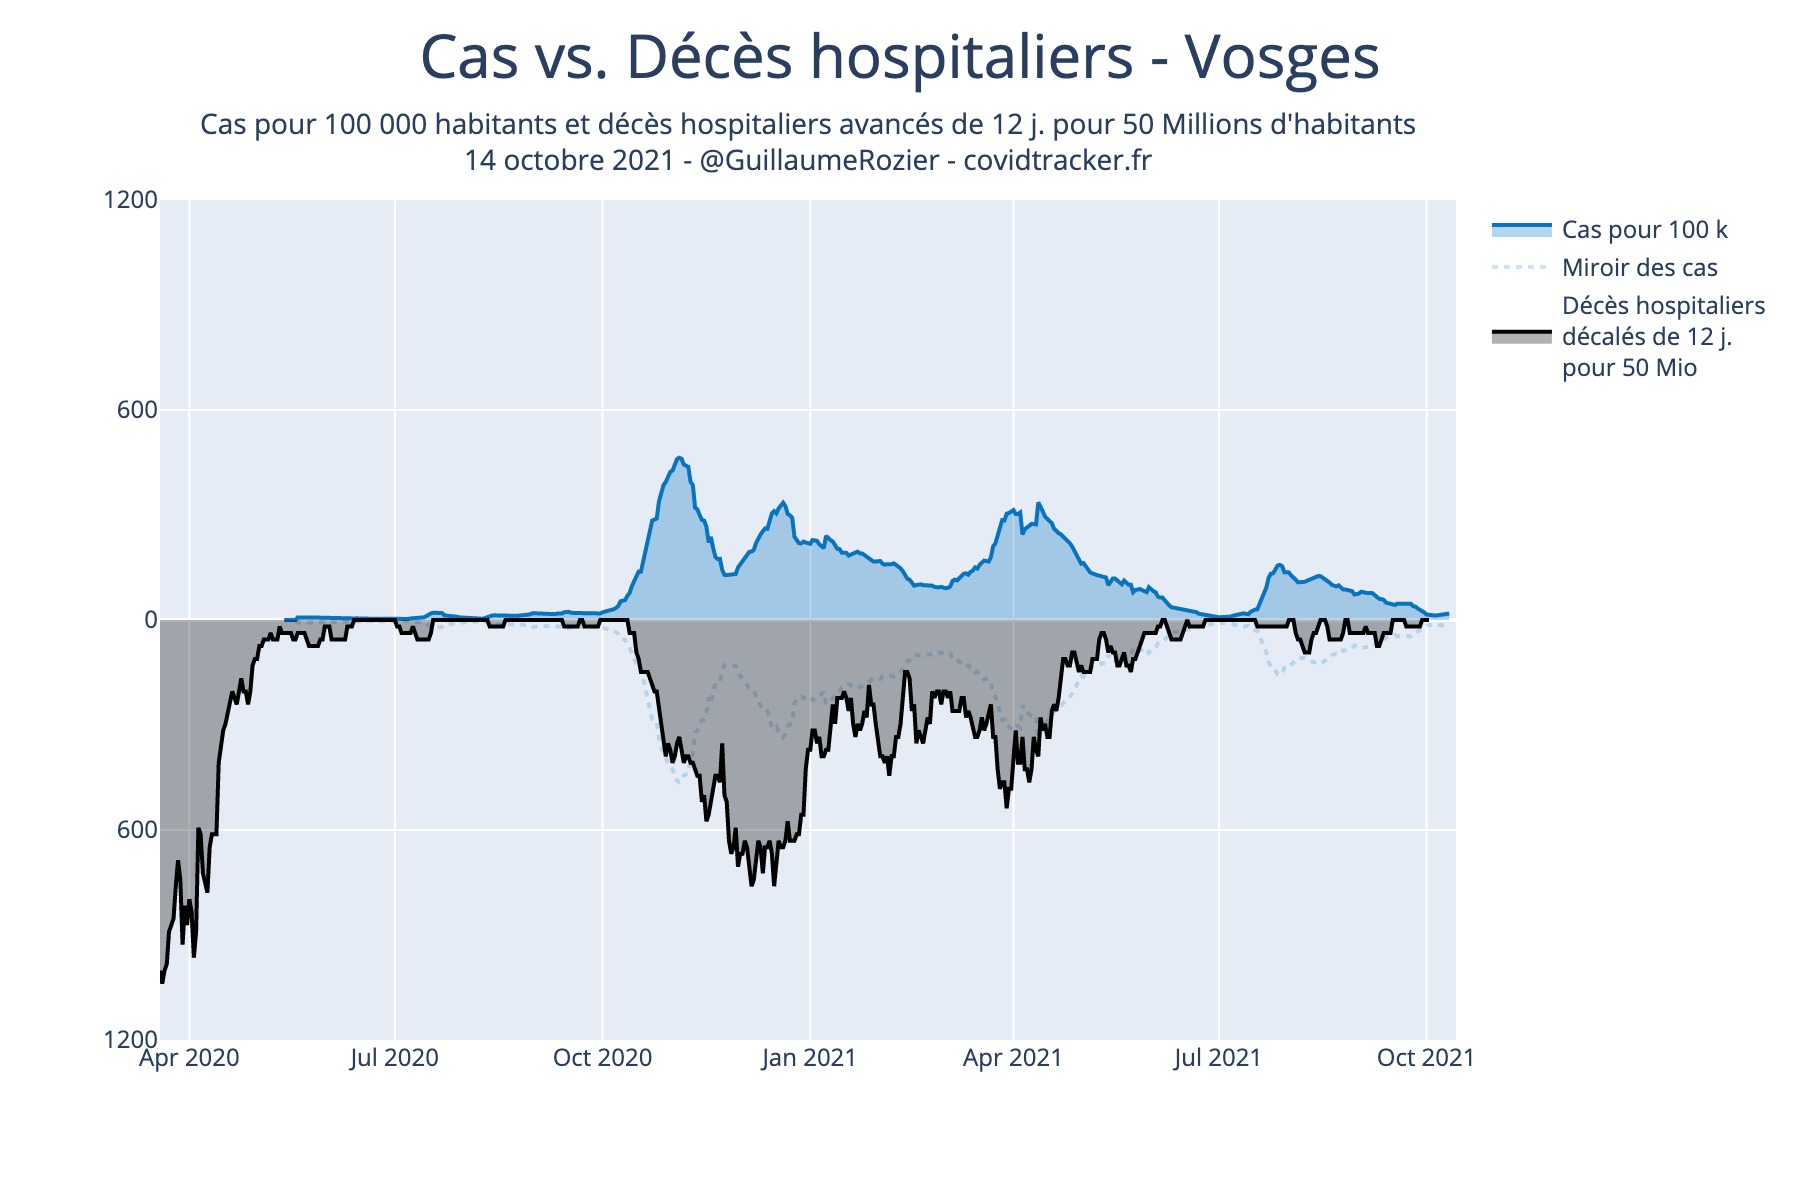 Cas vs. Décès hospitaliers - Vosges
Cas pour 100 000 habitants et décès hospitaliers avancés de 12 j. pour 50 Millions d'habitants
14 octobre 2021 - @GuillaumeRozier - covidtracker.fr
1200
600
0
600
1200
Apr 2020
Jul 2020
Oct 2020
Jan 2021
Apr 2021
Jul 2021
Oct 2021
Cas pour 100 k
Miroir des cas
Décès hospitaliers
décalés de 12 j.
pour 50 Mio